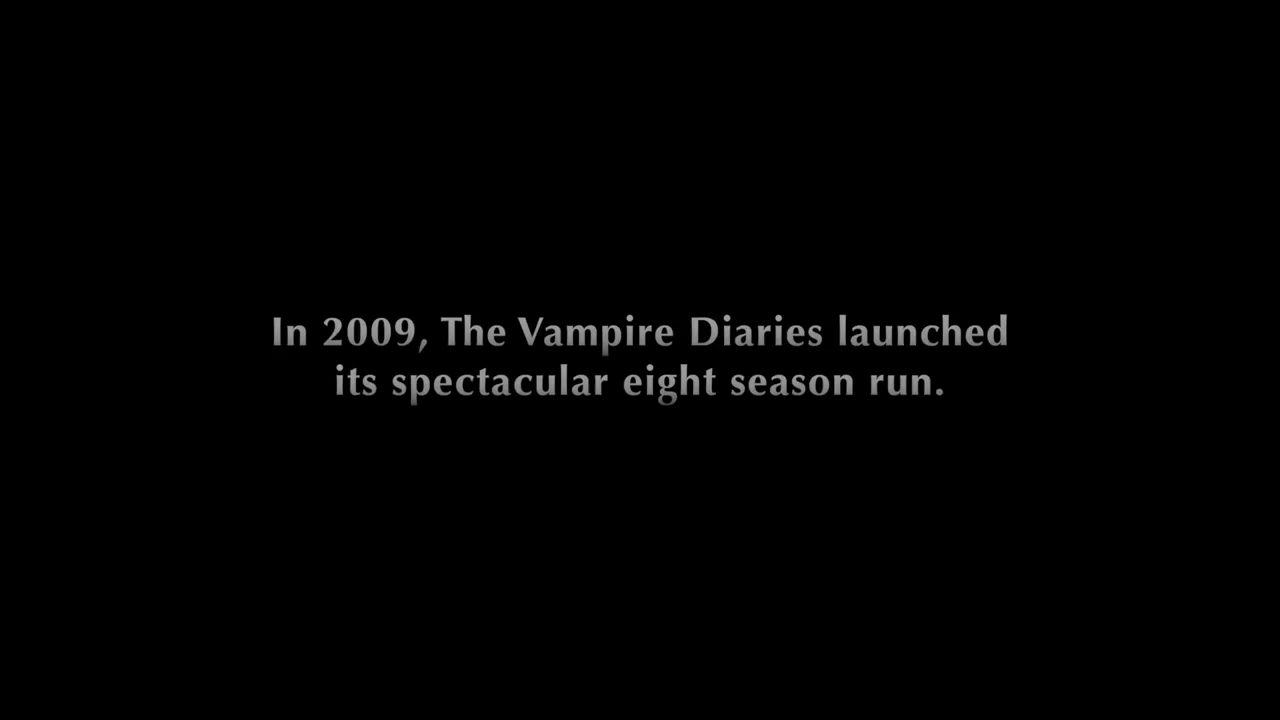 In 2009, The Vampire Diaries launched
its spectacular eight season run.